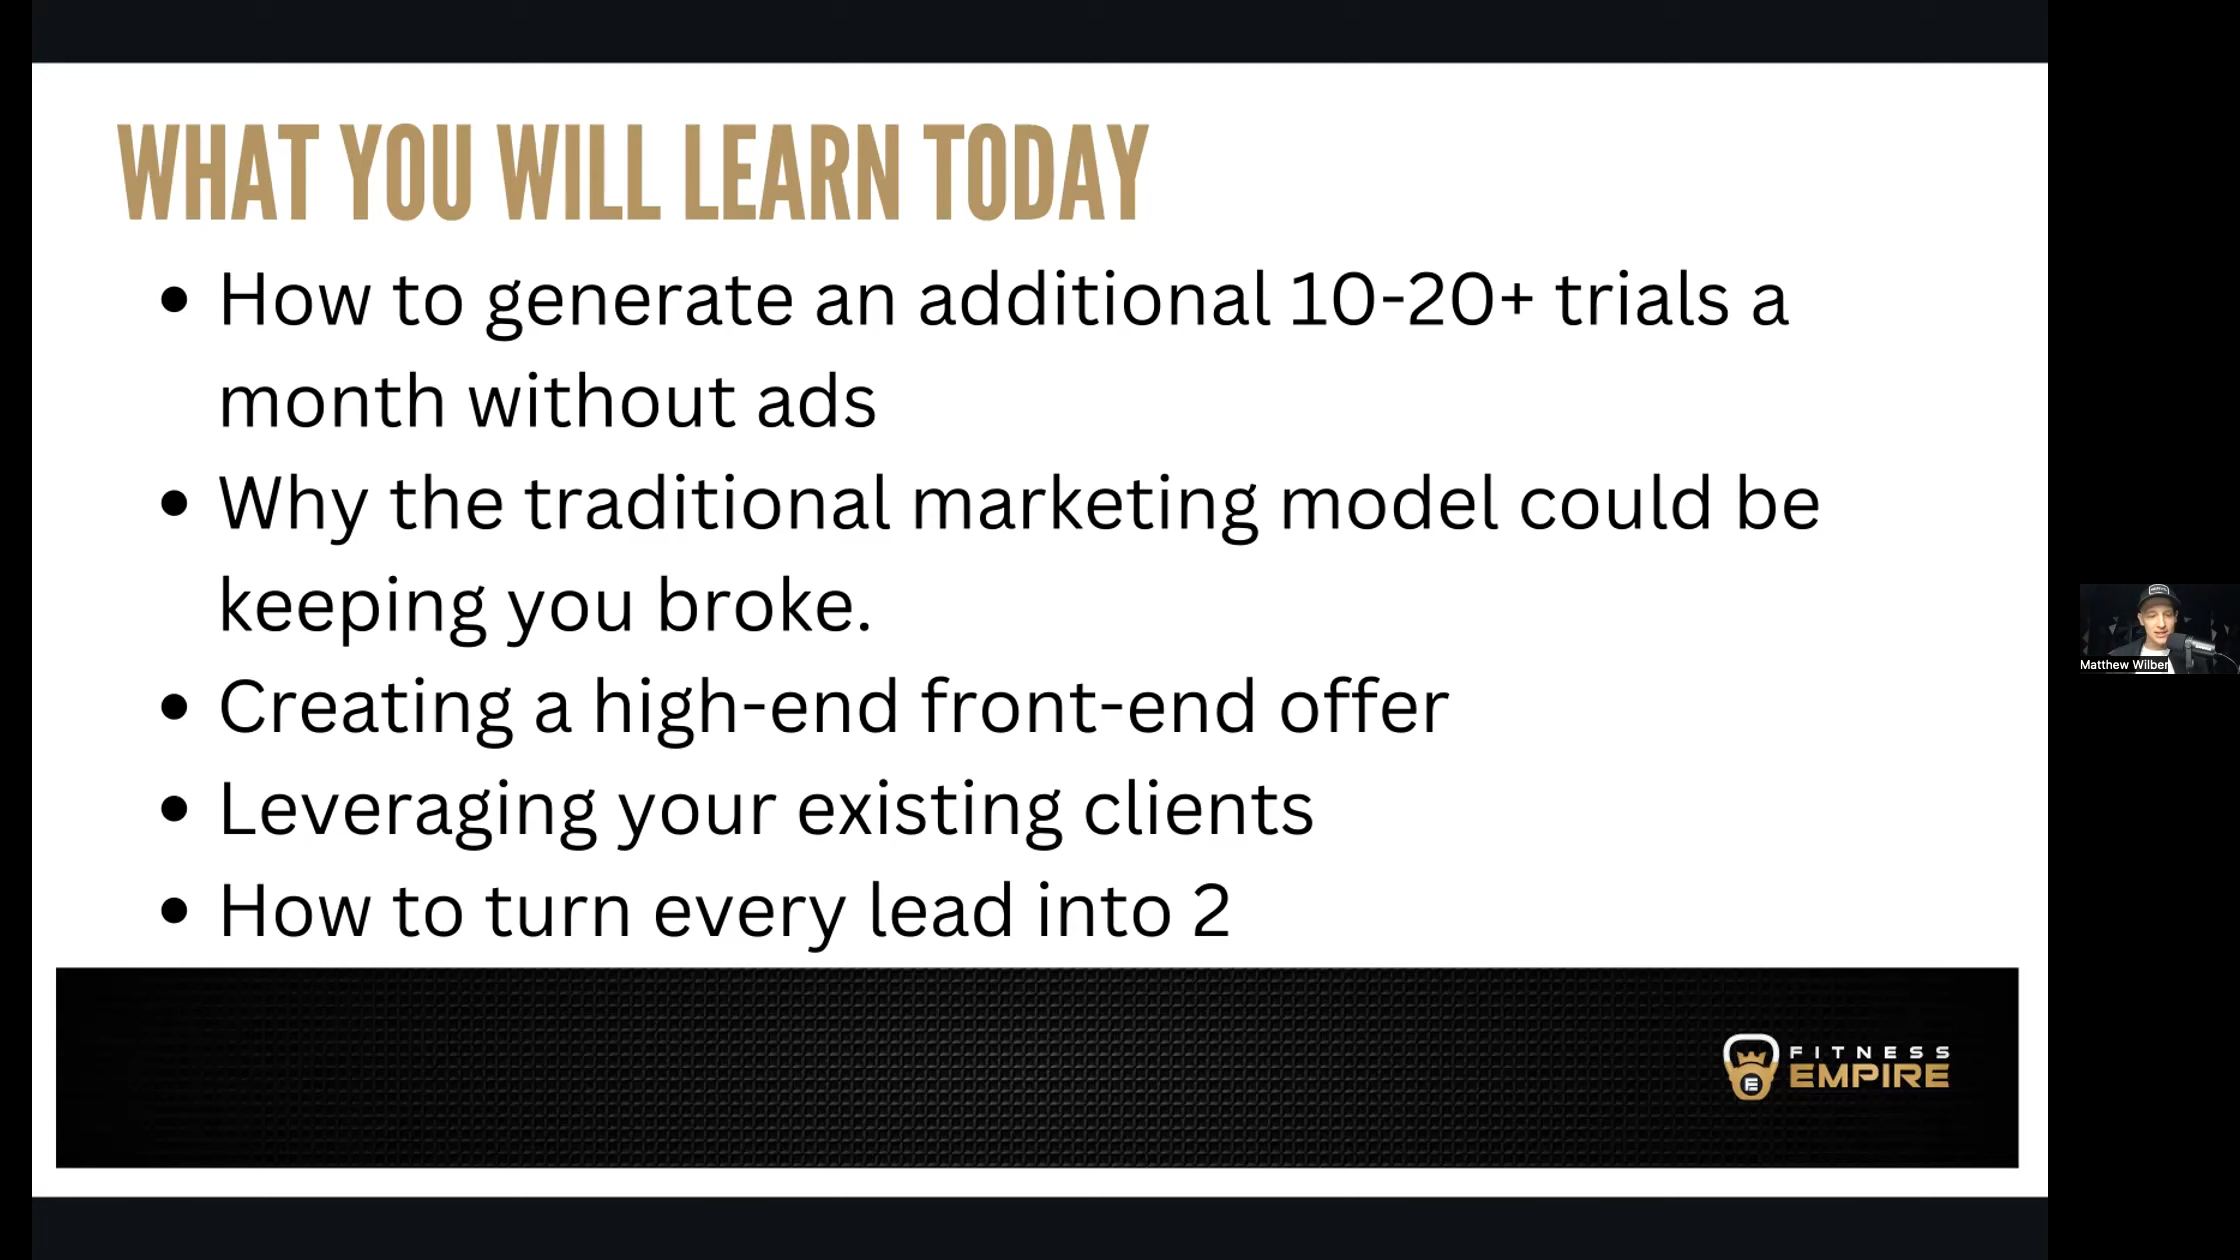 WHAT YOU WILL LEARN TODAY
• How to generate an additional 10-20+ trials a
month without ads
• Why the traditional marketing model could be
keeping you broke.
• Creating a high-end front-end offer
• Leveraging your existing clients
• How to turn every lead into 2
Matthew Wilber
FITNESS
EMPIRE